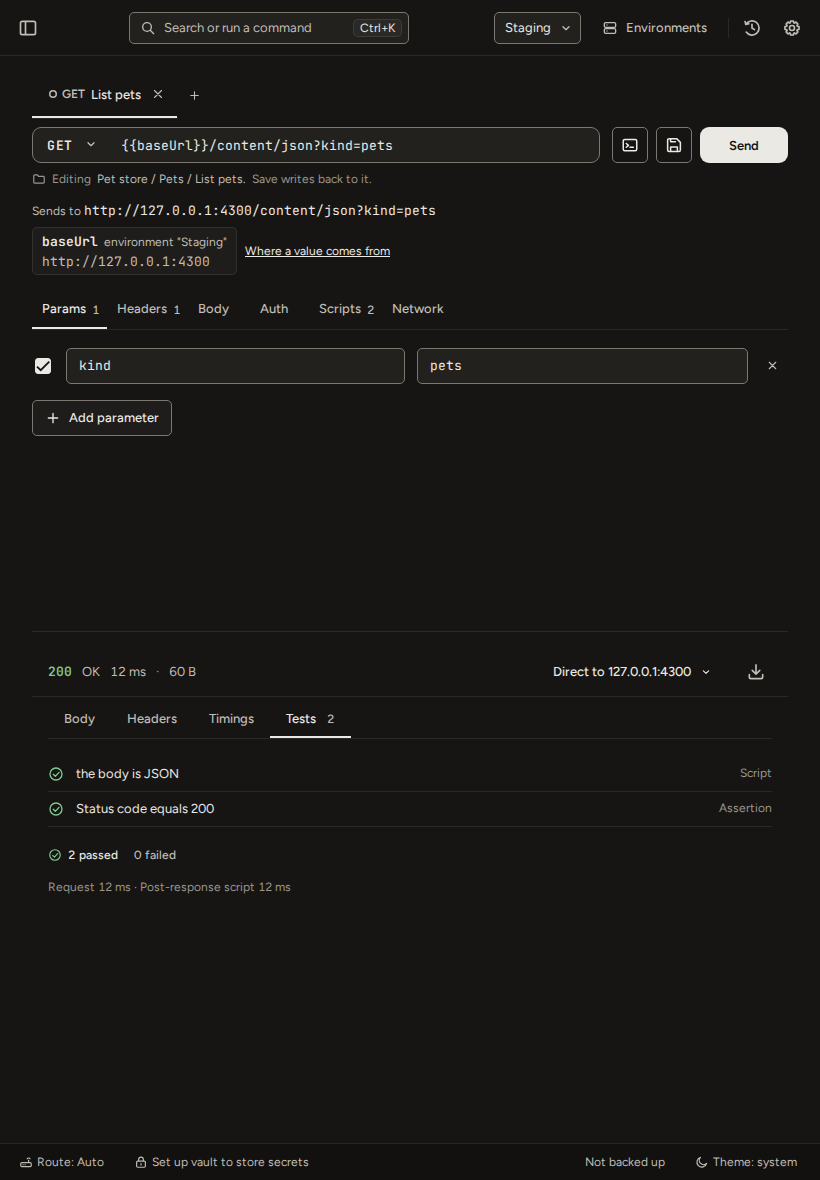 Search or run a command Ctrl+K Staging Environments
GET List pets
GET {{baseUrl}}/content/json?kind=pets Send
Editing Pet store / Pets / List pets. Save writes back to it.
Sends to http://127.0.0.1:4300/content/json?kind=pets
baseUrl environment "Staging"
http://127.0.0.1:4300
Where a value comes from
Params 1 Headers 1 Body Auth Scripts 2 Network
kind pets
Add parameter
200 OK 12 ms · 60 B Direct to 127.0.0.1:4300
Body Headers Timings Tests 2
the body is JSON Script
Status code equals 200 Assertion
2 passed 0 failed
Request 12 ms · Post-response script 12 ms
Route: Auto Set up vault to store secrets Not backed up Theme: system